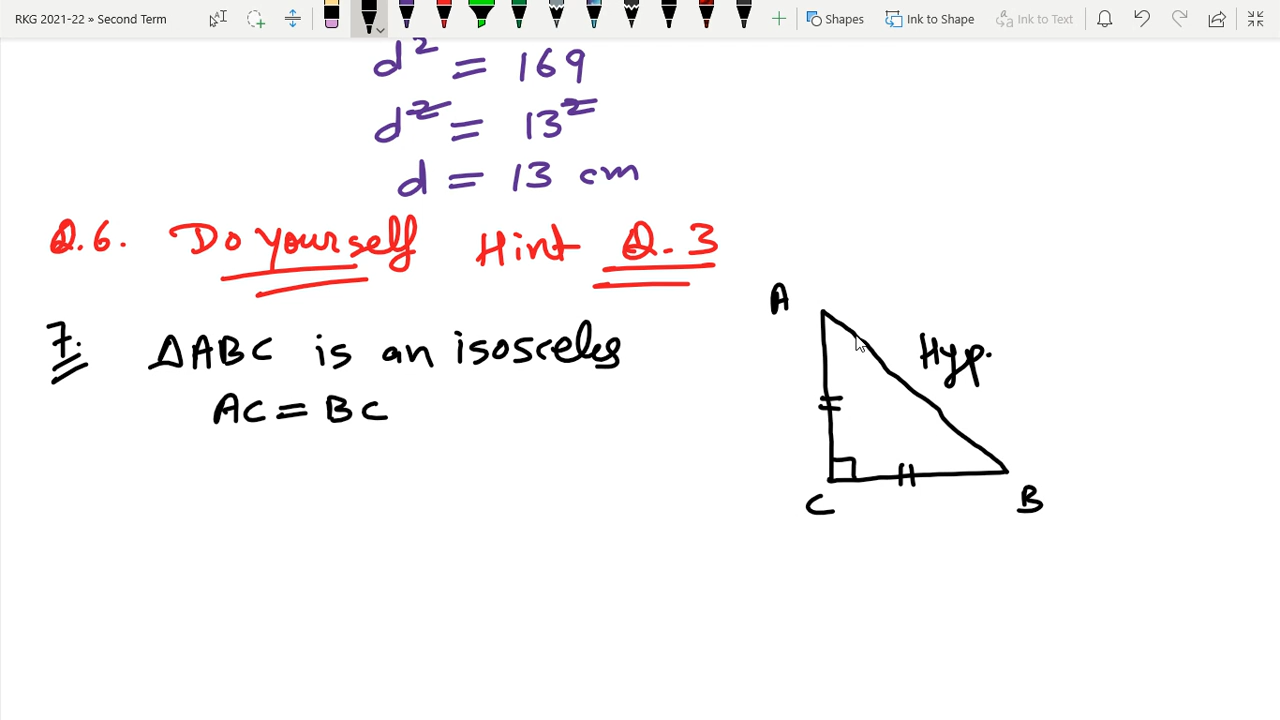 RKG 2021-22 » Second Term
Shapes
Ink to Shape
Ink to Text
d² = 169
d² = 13²
d = 13 cm
Q.6. Do yourself Hint Q.3
7. ΔABC is an isosceles
AC = BC
A
Hyp.
C
B